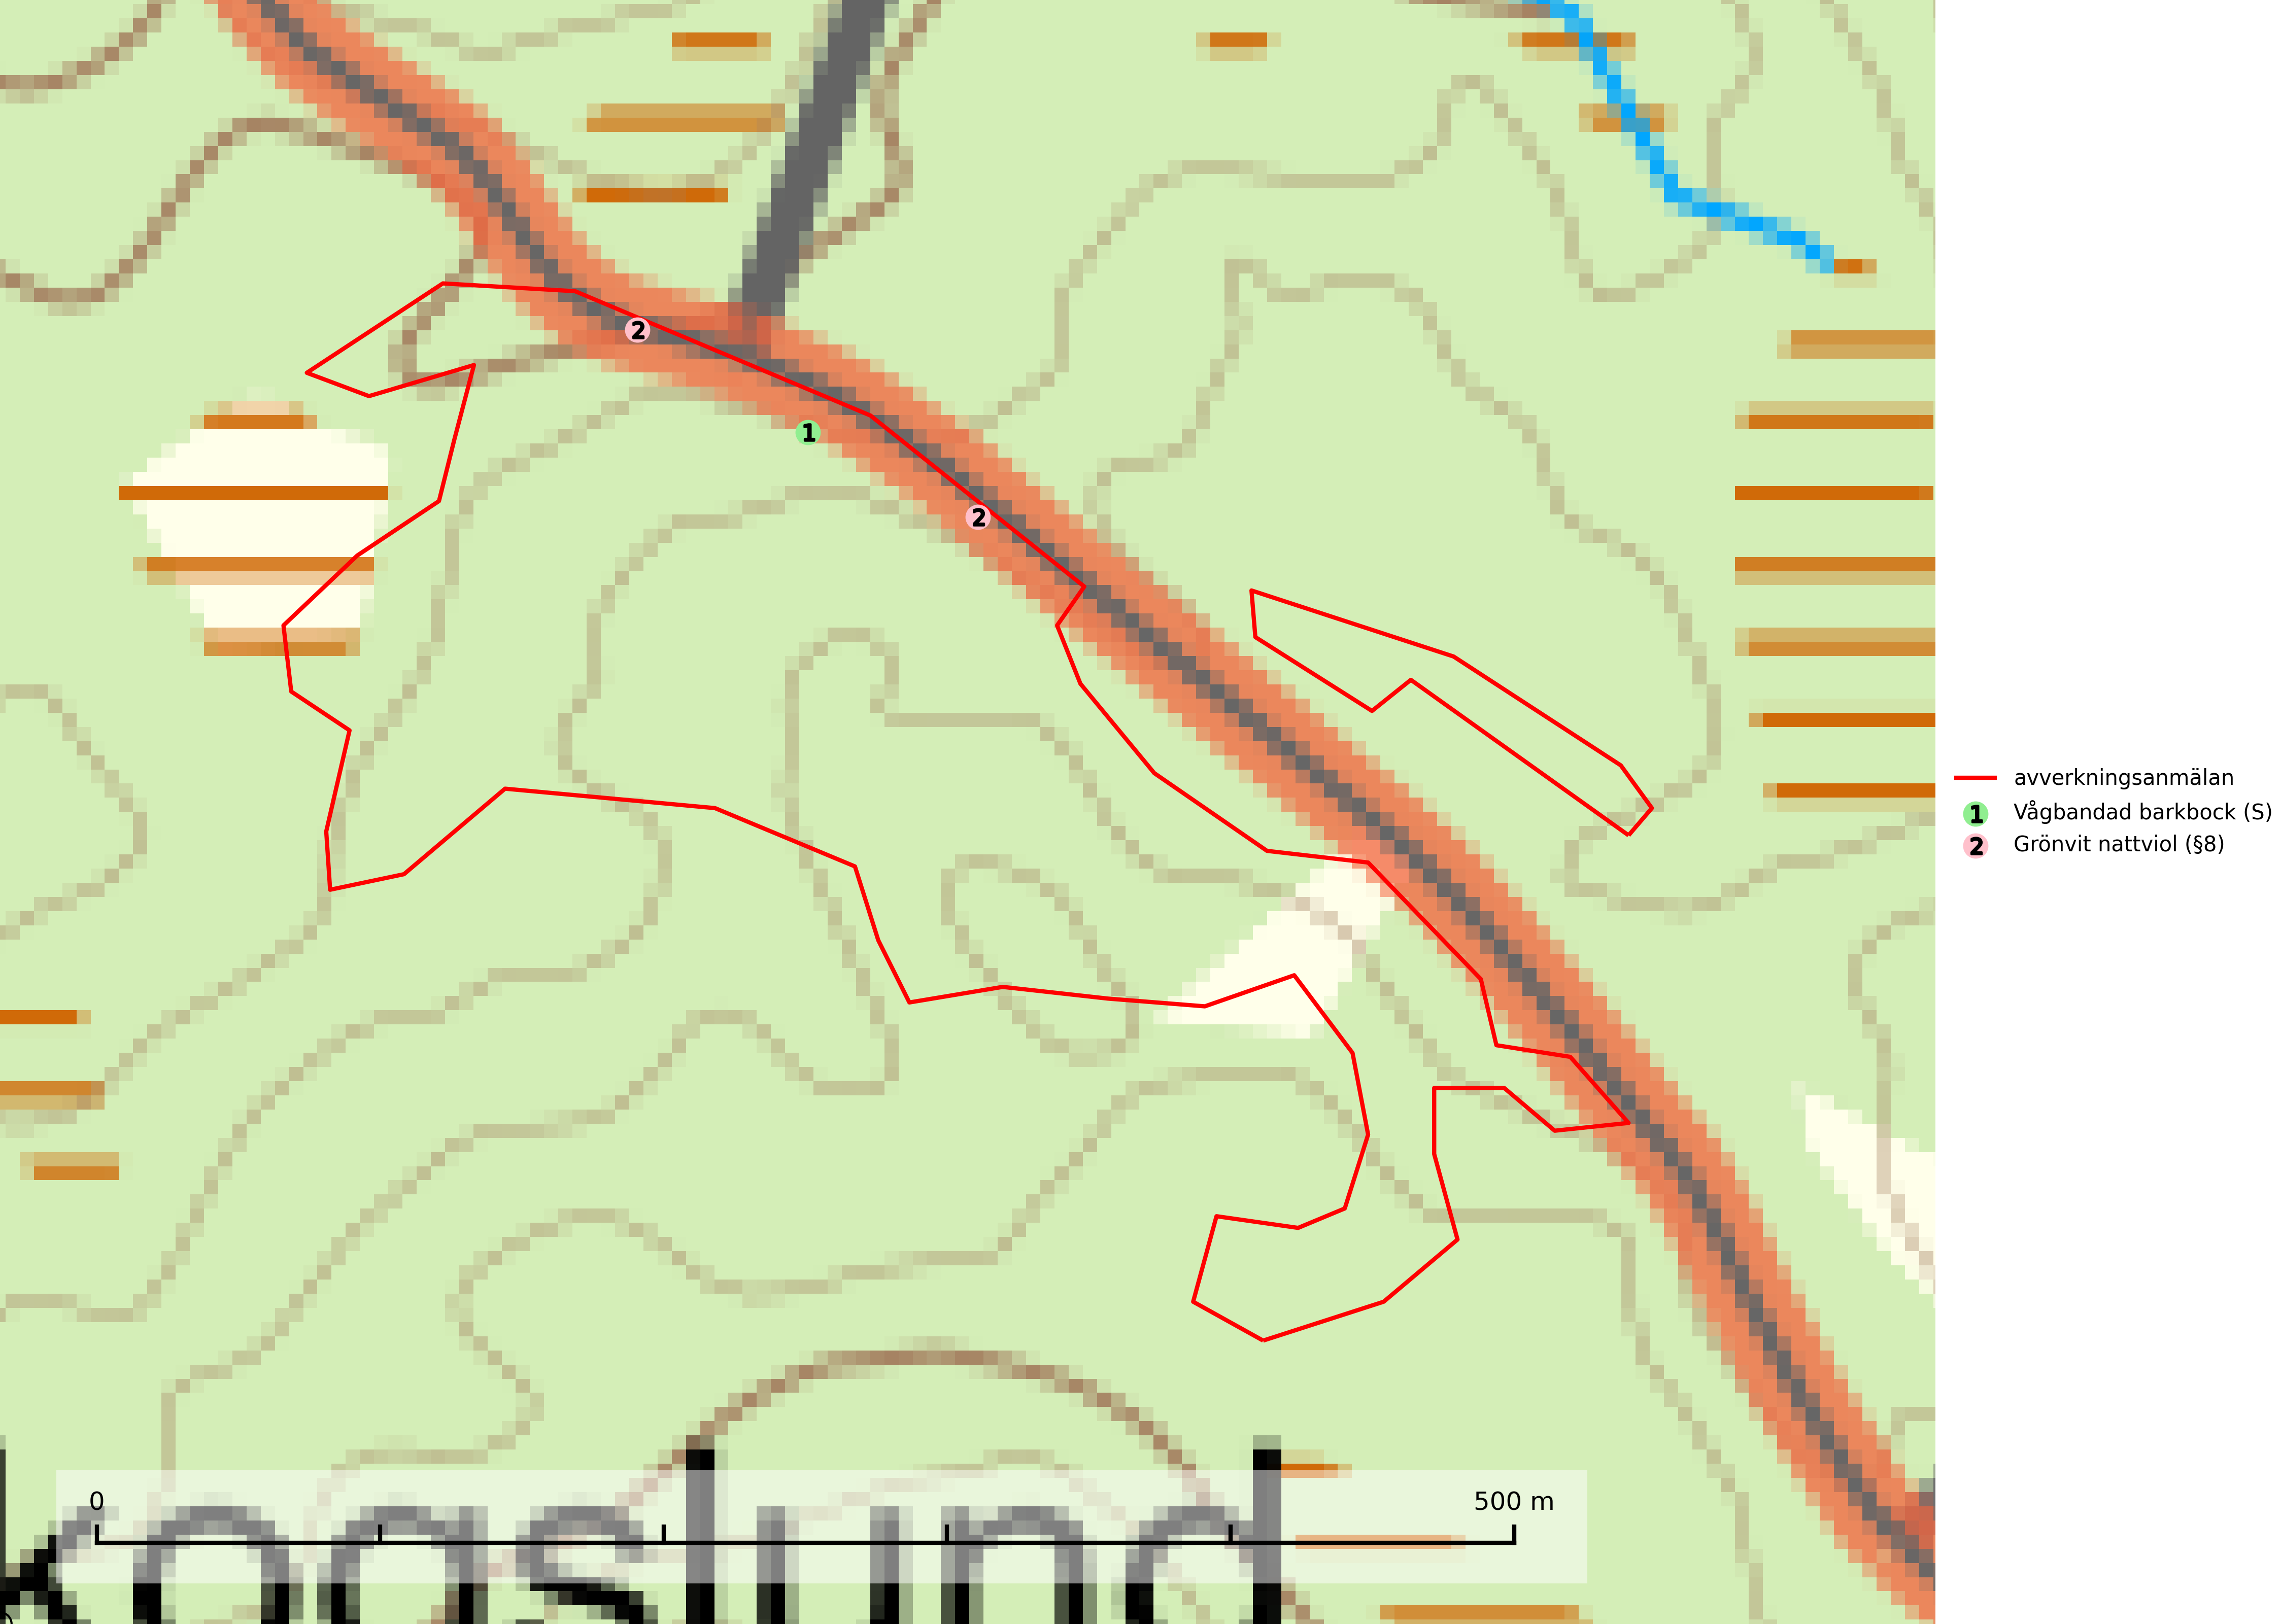 2
1
2
avverkningsanmälan
1 Vågbandad barkbock (S)
2 Grönvit nattviol (§8)
0 500 m